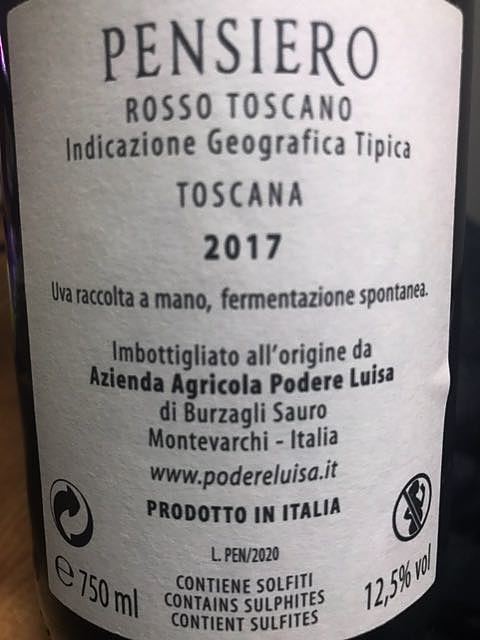 PENSIERO
ROSSO TOSCANO
Indicazione Geografica Tipica
TOSCANA
2017
Uva raccolta a mano, fermentazione spontanea.
Imbottigliato all'origine da
Azienda Agricola Podere Luisa
di Burzagli Sauro
Montevarchi - Italia
www.podereluisa.it
PRODOTTO IN ITALIA
L. PEN/2020
℮ 750 ml
CONTIENE SOLFITI
CONTAINS SULPHITES
CONTIENT SULFITES
12,5% vol